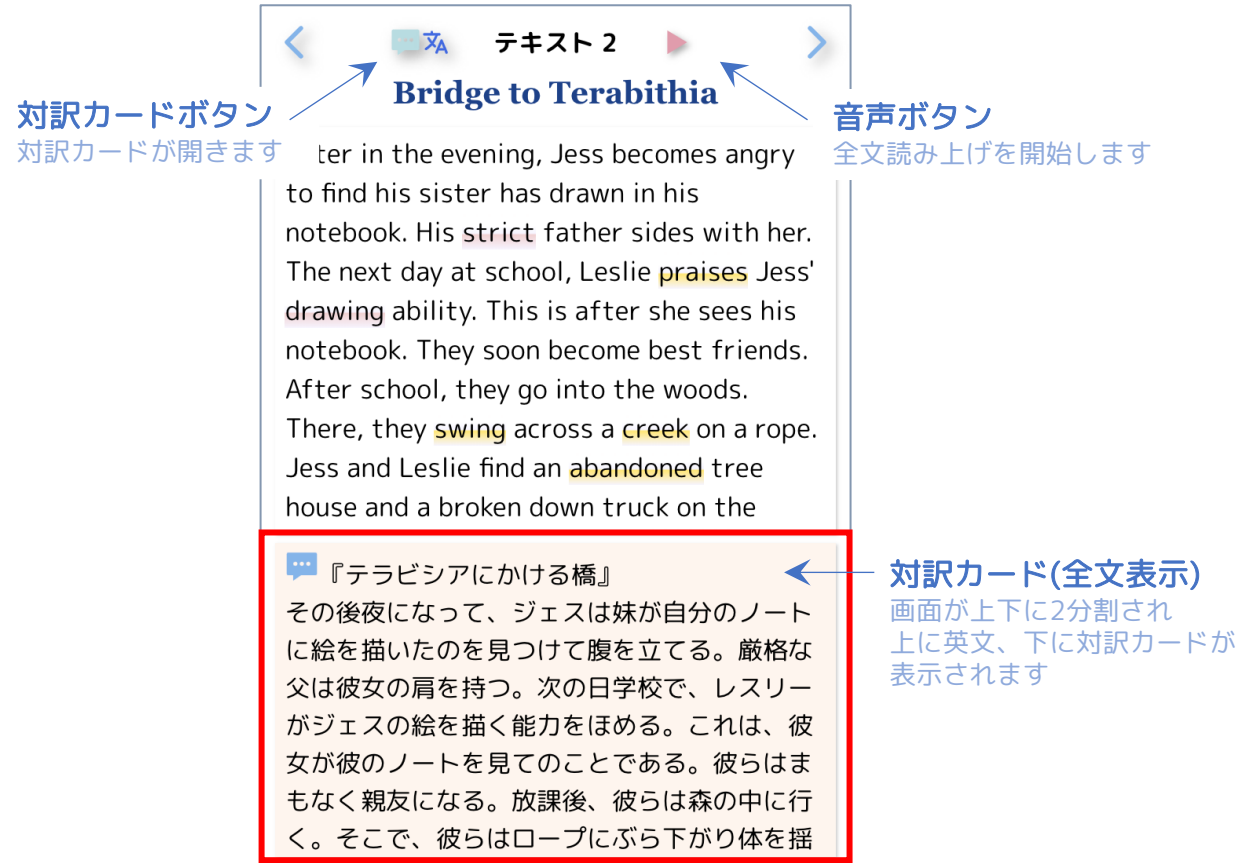 テキスト 2
Bridge to Terabithia
対訳カードボタン
対訳カードが開きます
音声ボタン
全文読み上げを開始します
ter in the evening, Jess becomes angry
to find his sister has drawn in his
notebook. His strict father sides with her.
The next day at school, Leslie praises Jess'
drawing ability. This is after she sees his
notebook. They soon become best friends.
After school, they go into the woods.
There, they swing across a creek on a rope.
Jess and Leslie find an abandoned tree
house and a broken down truck on the
『テラビシアにかける橋』
その後夜になって、ジェスは妹が自分のノート
に絵を描いたのを見つけて腹を立てる。厳格な
父は彼女の肩を持つ。次の日学校で、レスリー
がジェスの絵を描く能力をほめる。これは、彼
女が彼のノートを見てのことである。彼らはま
もなく親友になる。放課後、彼らは森の中に行
く。そこで、彼らはロープにぶら下がり体を揺
対訳カード(全文表示)
画面が上下に2分割され
上に英文、下に対訳カードが
表示されます